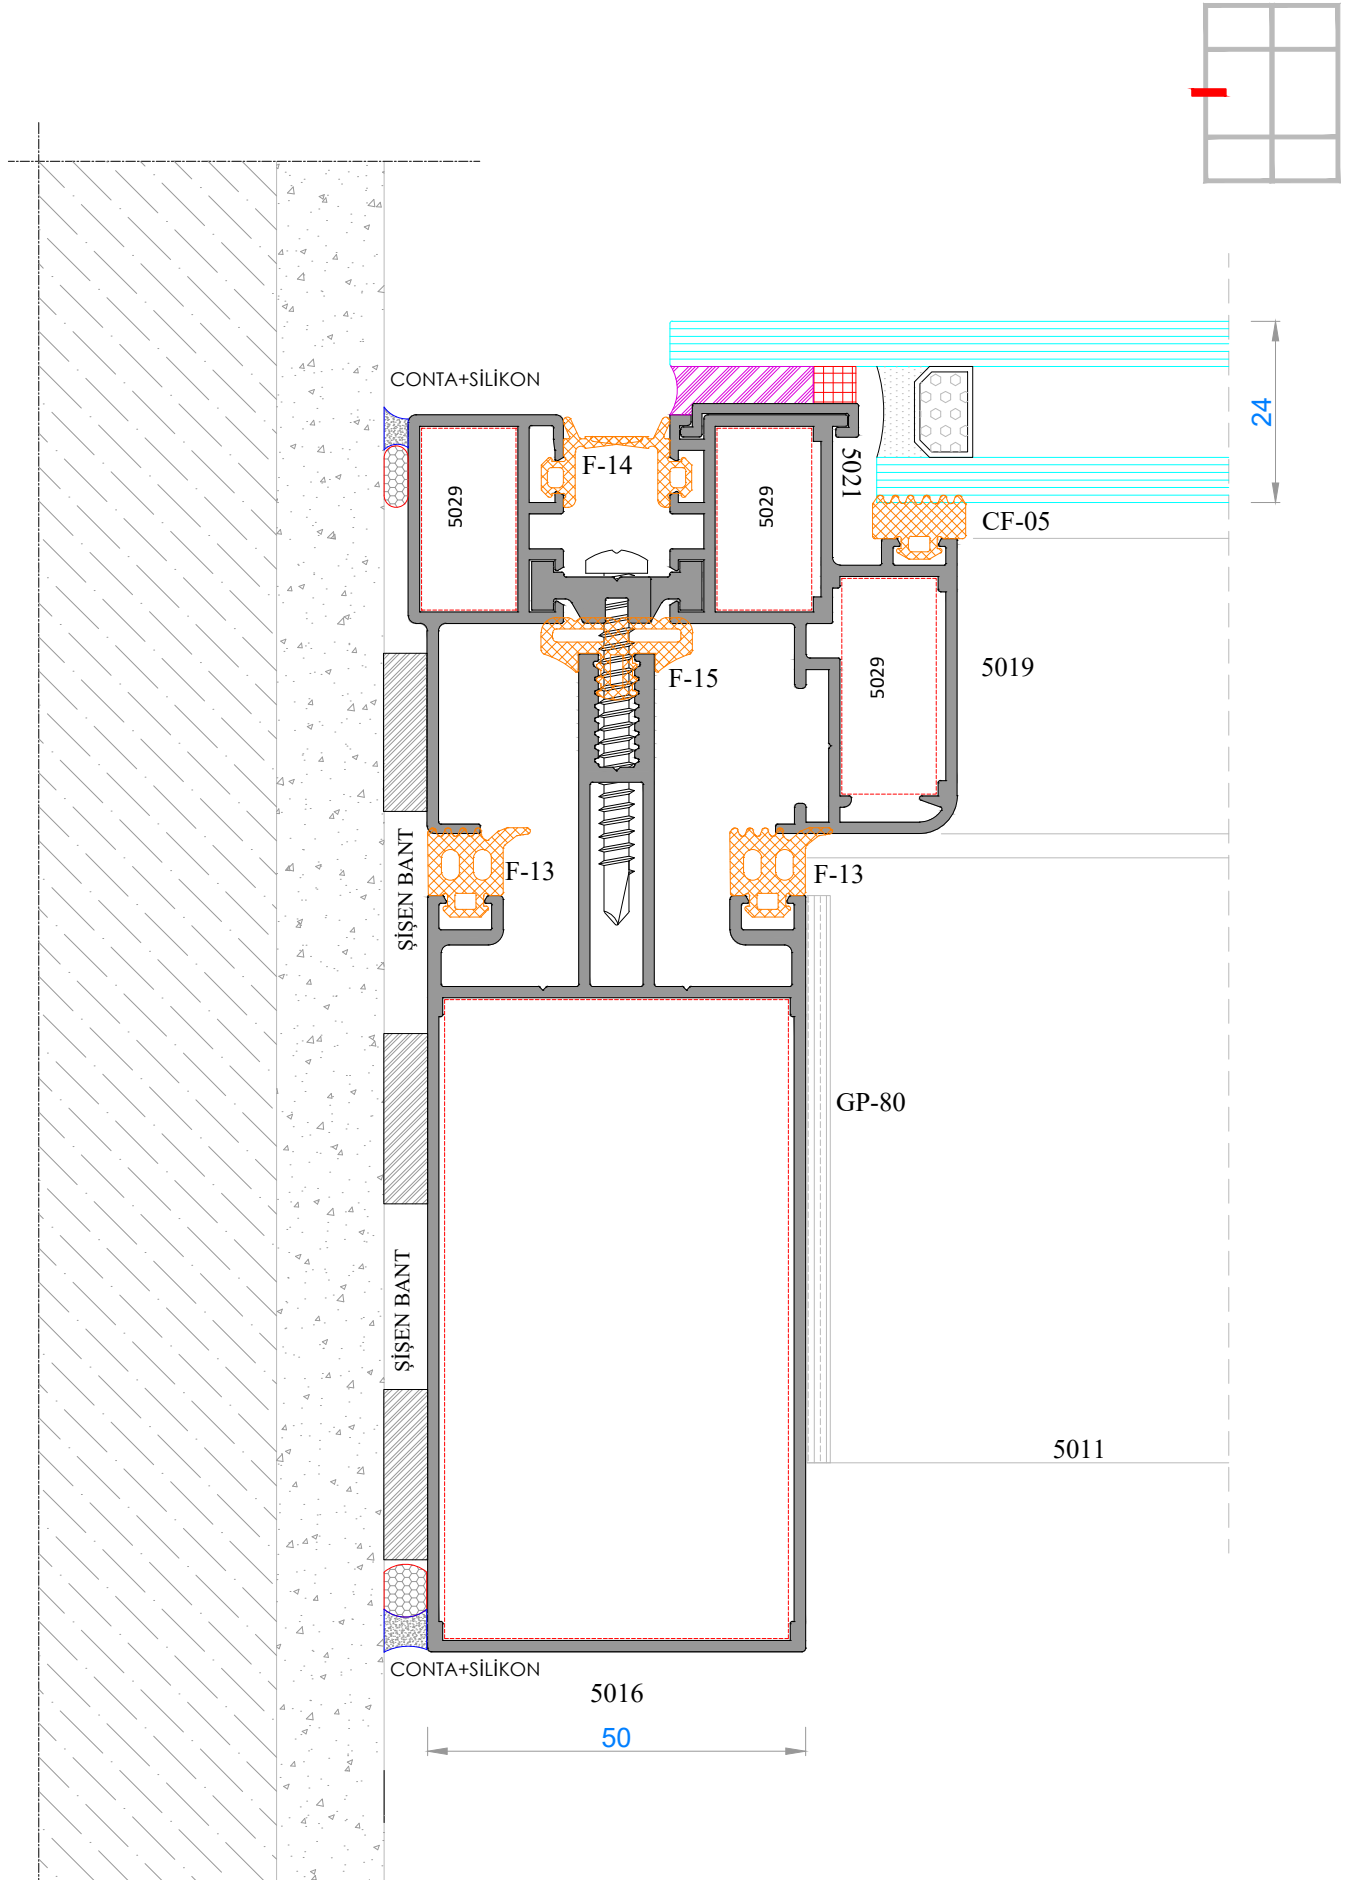 CONTA+SİLİKON
24
F-14
5021
5029
5029
CF-05
5019
5029
F-15
ŞİŞEN BANT
F-13
F-13
GP-80
ŞİŞEN BANT
5011
CONTA+SİLİKON
5016
50